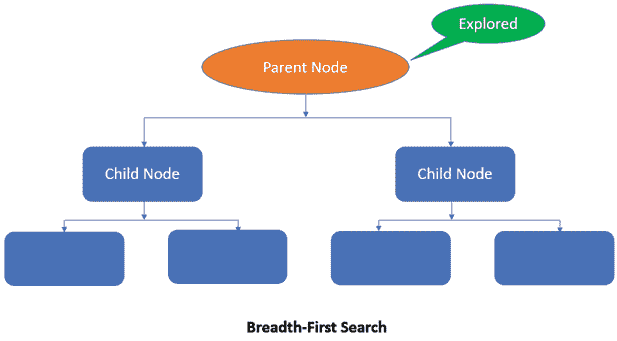 Explored
Parent Node
Child Node
Child Node
Breadth-First Search